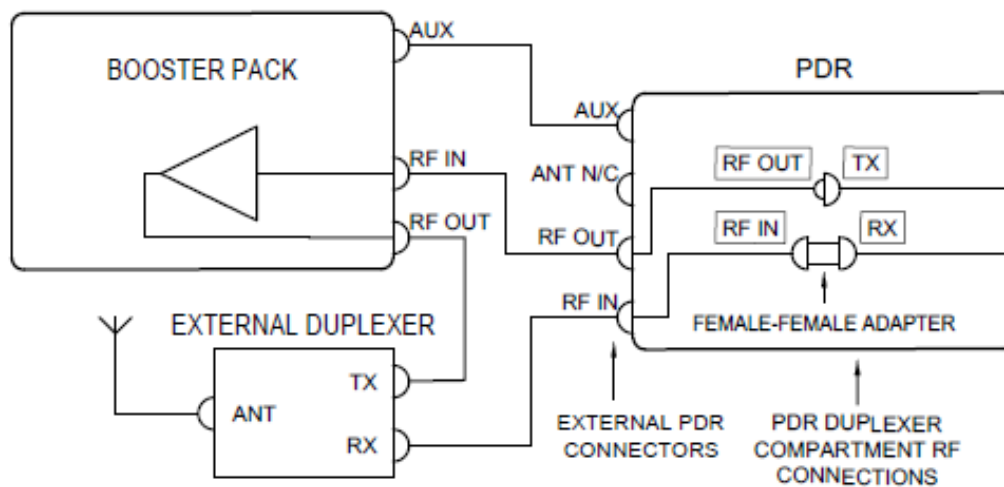 AUX
BOOSTER PACK
PDR
AUX
RF IN
ANT N/C
RF OUT
TX
RF OUT
RF OUT
RF IN
RX
RF IN
EXTERNAL DUPLEXER
FEMALE-FEMALE ADAPTER
TX
ANT
RX
EXTERNAL PDR
CONNECTORS
PDR DUPLEXER
COMPARTMENT RF
CONNECTIONS